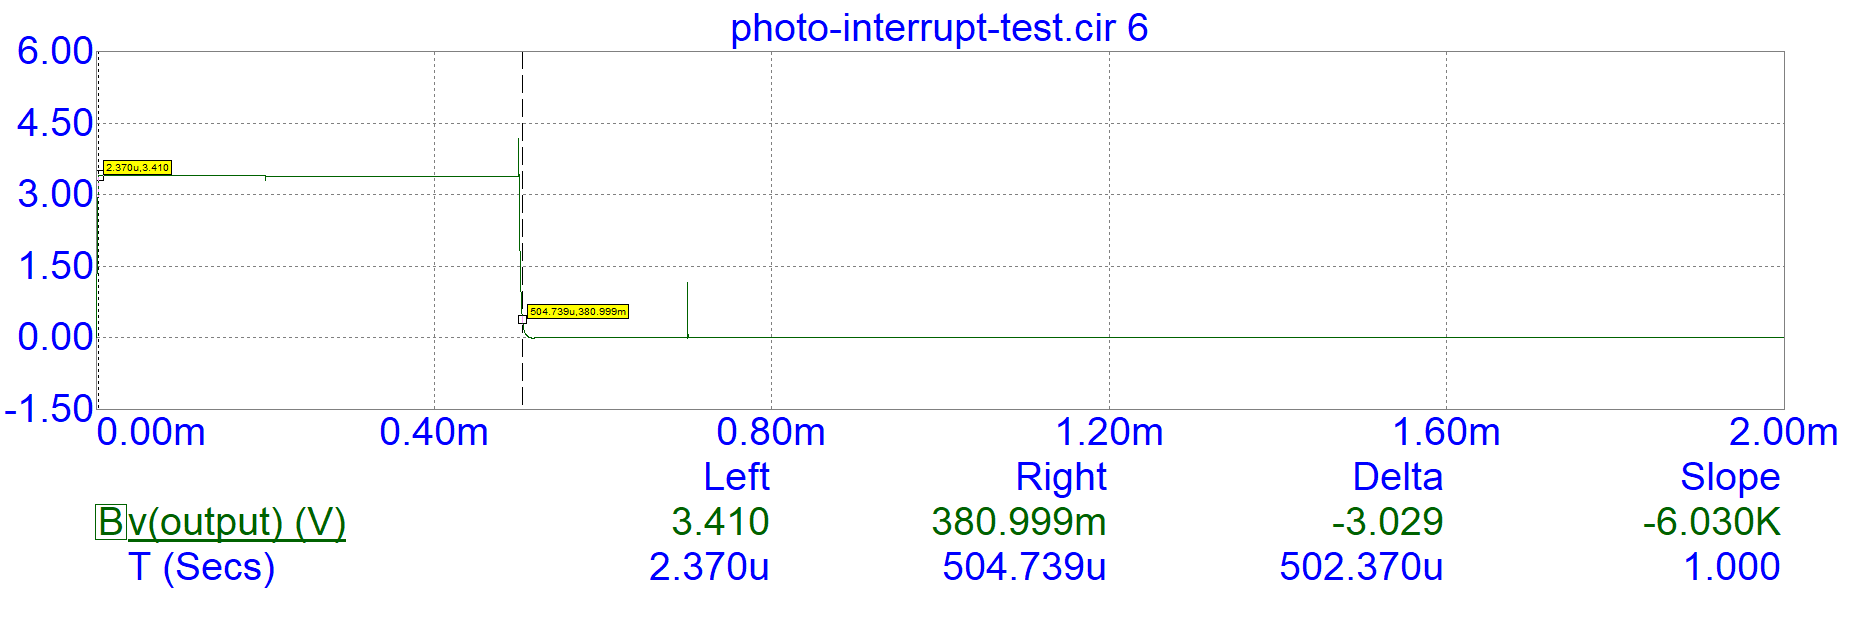 photo-interrupt-test.cir 6
6.00
4.50
2.370u,3.410
3.00
1.50
504.739u,380.999m
0.00
-1.50
0.00m 0.40m 0.80m 1.20m 1.60m 2.00m
Left Right Delta Slope
B v(output) (V) 3.410 380.999m -3.029 -6.030K
T (Secs) 2.370u 504.739u 502.370u 1.000